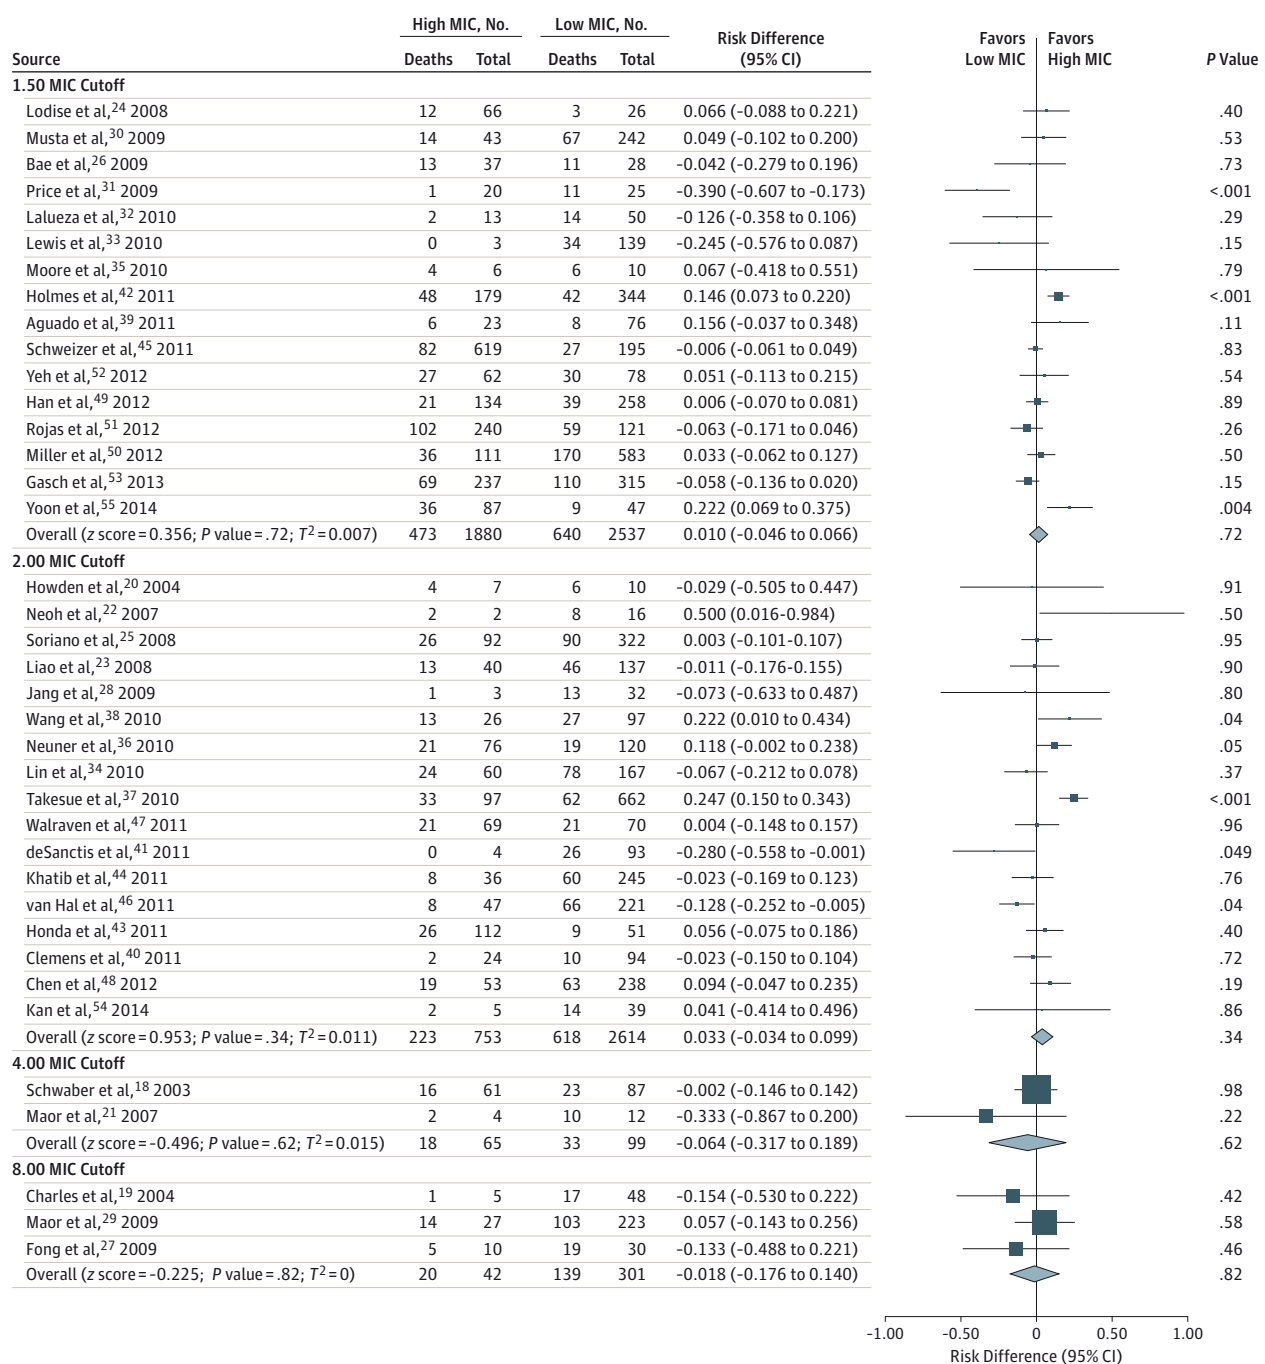 High MIC, No. Low MIC, No. Risk Difference Favors Favors
Source Deaths Total Deaths Total (95% CI) Low MIC High MIC P Value
1.50 MIC Cutoff
Lodise et al,24 2008 12 66 3 26 0.066 (-0.088 to 0.221) .40
Musta et al,30 2009 14 43 67 242 0.049 (-0.102 to 0.200) .53
Bae et al,26 2009 13 37 11 28 -0.042 (-0.279 to 0.196) .73
Price et al,31 2009 1 20 11 25 -0.390 (-0.607 to -0.173) <.001
Lalueza et al,32 2010 2 13 14 50 -0 126 (-0.358 to 0.106) .29
Lewis et al,33 2010 0 3 34 139 -0.245 (-0.576 to 0.087) .15
Moore et al,35 2010 4 6 6 10 0.067 (-0.418 to 0.551) .79
Holmes et al,42 2011 48 179 42 344 0.146 (0.073 to 0.220) <.001
Aguado et al,39 2011 6 23 8 76 0.156 (-0.037 to 0.348) .11
Schweizer et al,45 2011 82 619 27 195 -0.006 (-0.061 to 0.049) .83
Yeh et al,52 2012 27 62 30 78 0.051 (-0.113 to 0.215) .54
Han et al,49 2012 21 134 39 258 0.006 (-0.070 to 0.081) .89
Rojas et al,51 2012 102 240 59 121 -0.063 (-0.171 to 0.046) .26
Miller et al,50 2012 36 111 170 583 0.033 (-0.062 to 0.127) .50
Gasch et al,53 2013 69 237 110 315 -0.058 (-0.136 to 0.020) .15
Yoon et al,55 2014 36 87 9 47 0.222 (0.069 to 0.375) .004
Overall (z score = 0.356; P value = .72; T2 = 0.007) 473 1880 640 2537 0.010 (-0.046 to 0.066) .72
2.00 MIC Cutoff
Howden et al,20 2004 4 7 6 10 -0.029 (-0.505 to 0.447) .91
Neoh et al,22 2007 2 2 8 16 0.500 (0.016-0.984) .50
Soriano et al,25 2008 26 92 90 322 0.003 (-0.101-0.107) .95
Liao et al,23 2008 13 40 46 137 -0.011 (-0.176-0.155) .90
Jang et al,28 2009 1 3 13 32 -0.073 (-0.633 to 0.487) .80
Wang et al,38 2010 13 26 27 97 0.222 (0.010 to 0.434) .04
Neuner et al,36 2010 21 76 19 120 0.118 (-0.002 to 0.238) .05
Lin et al,34 2010 24 60 78 167 -0.067 (-0.212 to 0.078) .37
Takesue et al,37 2010 33 97 62 662 0.247 (0.150 to 0.343) <.001
Walraven et al,47 2011 21 69 21 70 0.004 (-0.148 to 0.157) .96
deSanctis et al,41 2011 0 4 26 93 -0.280 (-0.558 to -0.001) .049
Khatib et al,44 2011 8 36 60 245 -0.023 (-0.169 to 0.123) .76
van Hal et al,46 2011 8 47 66 221 -0.128 (-0.252 to -0.005) .04
Honda et al,43 2011 26 112 9 51 0.056 (-0.075 to 0.186) .40
Clemens et al,40 2011 2 24 10 94 -0.023 (-0.150 to 0.104) .72
Chen et al,48 2012 19 53 63 238 0.094 (-0.047 to 0.235) .19
Kan et al,54 2014 2 5 14 39 0.041 (-0.414 to 0.496) .86
Overall (z score = 0.953; P value = .34; T2 = 0.011) 223 753 618 2614 0.033 (-0.034 to 0.099) .34
4.00 MIC Cutoff
Schwaber et al,18 2003 16 61 23 87 -0.002 (-0.146 to 0.142) .98
Maor et al,21 2007 2 4 10 12 -0.333 (-0.867 to 0.200) .22
Overall (z score = -0.496; P value = .62; T2 = 0.015) 18 65 33 99 -0.064 (-0.317 to 0.189) .62
8.00 MIC Cutoff
Charles et al,19 2004 1 5 17 48 -0.154 (-0.530 to 0.222) .42
Maor et al,29 2009 14 27 103 223 0.057 (-0.143 to 0.256) .58
Fong et al,27 2009 5 10 19 30 -0.133 (-0.488 to 0.221) .46
Overall (z score = -0.225; P value = .82; T2 = 0) 20 42 139 301 -0.018 (-0.176 to 0.140) .82
-1.00 -0.50 0 0.50 1.00
Risk Difference (95% CI)